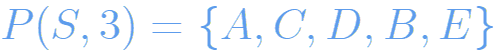 P(S, 3) = {A, C, D, B, E}